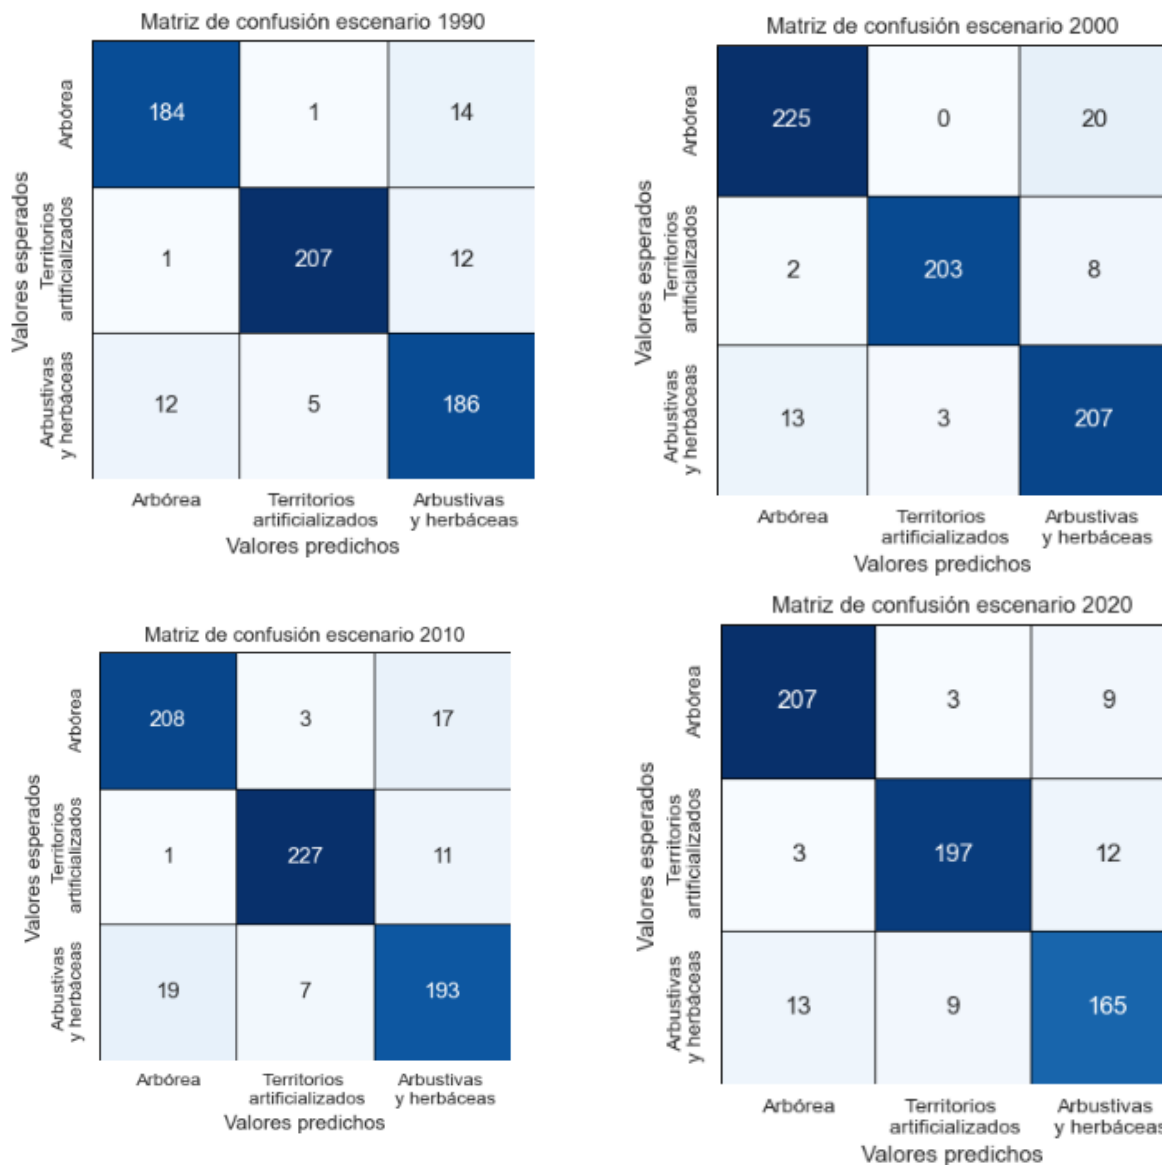 Matriz de confusión escenario 1990
Valores esperados
Arbórea
184 1 14
Territorios
artificializados
1 207 12
Arbustivas
y herbáceas
12 5 186
Arbórea Territorios Arbustivas
artificializados y herbáceas
Valores predichos
Matriz de confusión escenario 2000
Valores esperados
Arbórea
225 0 20
Territorios
artificializados
2 203 8
Arbustivas
y herbáceas
13 3 207
Arbórea Territorios Arbustivas
artificializados y herbáceas
Valores predichos
Matriz de confusión escenario 2010
Valores esperados
Arbórea
208 3 17
Territorios
artificializados
1 227 11
Arbustivas
y herbáceas
19 7 193
Arbórea Territorios Arbustivas
artificializados y herbáceas
Valores predichos
Matriz de confusión escenario 2020
Valores esperados
Arbórea
207 3 9
Territorios
artificializados
3 197 12
Arbustivas
y herbáceas
13 9 165
Arbórea Territorios Arbustivas
artificializados y herbáceas
Valores predichos